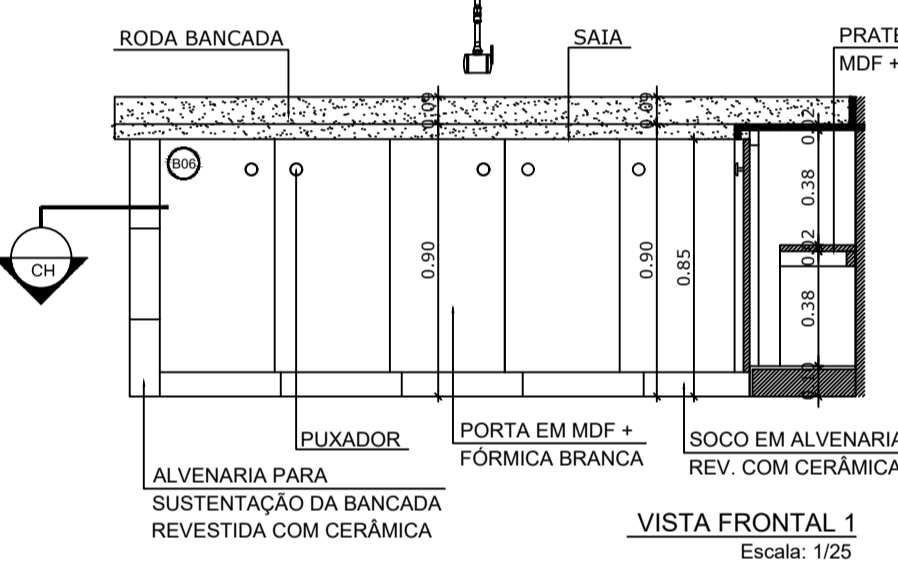 RODA BANCADA
SAIA
PRATE
MDF +
0.09
0.09
0.02
B06
0.38
0.90
0.90
0.85
0.02
CH
0.38
0.10
PUXADOR
PORTA EM MDF +
FÓRMICA BRANCA
SOCO EM ALVENARIA
REV. COM CERÂMICA
ALVENARIA PARA
SUSTENTAÇÃO DA BANCADA
REVESTIDA COM CERÂMICA
VISTA FRONTAL 1
Escala: 1/25